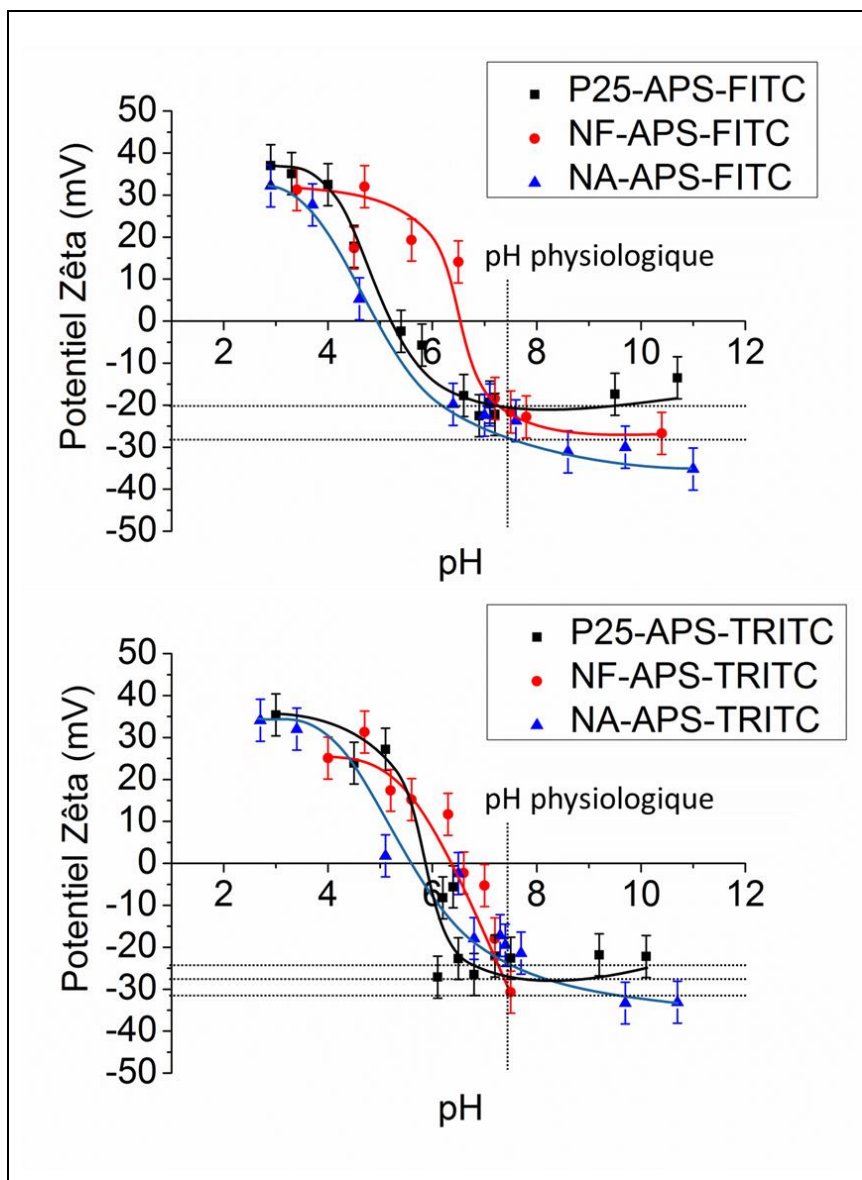 P25-APS-FITC
NF-APS-FITC
NA-APS-FITC
50
40
30
20
10
0
-10
-20
-30
-40
-50
Potentiel Zêta (mV)
pH physiologique
2 4 6 8 10 12
pH
P25-APS-TRITC
NF-APS-TRITC
NA-APS-TRITC
50
40
30
20
10
0
-10
-20
-30
-40
-50
Potentiel Zêta (mV)
pH physiologique
2 4 6 8 10 12
pH